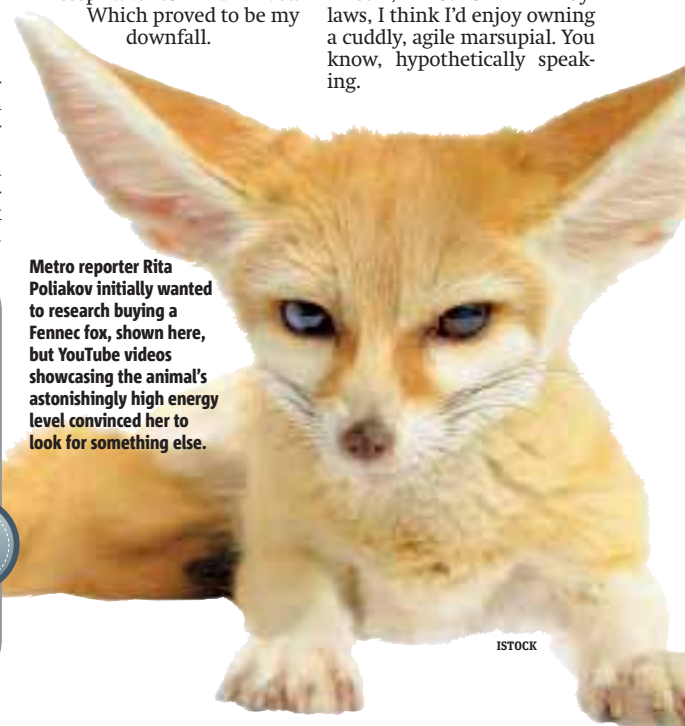 Which proved to be my
downfall.
laws, I think I’d enjoy owning
a cuddly, agile marsupial. You
know, hypothetically speak-
ing.
Metro reporter Rita
Poliakov initially wanted
to research buying a
Fennec fox, shown here,
but YouTube videos
showcasing the animal’s
astonishingly high energy
level convinced her to
look for something else.
ISTOCK